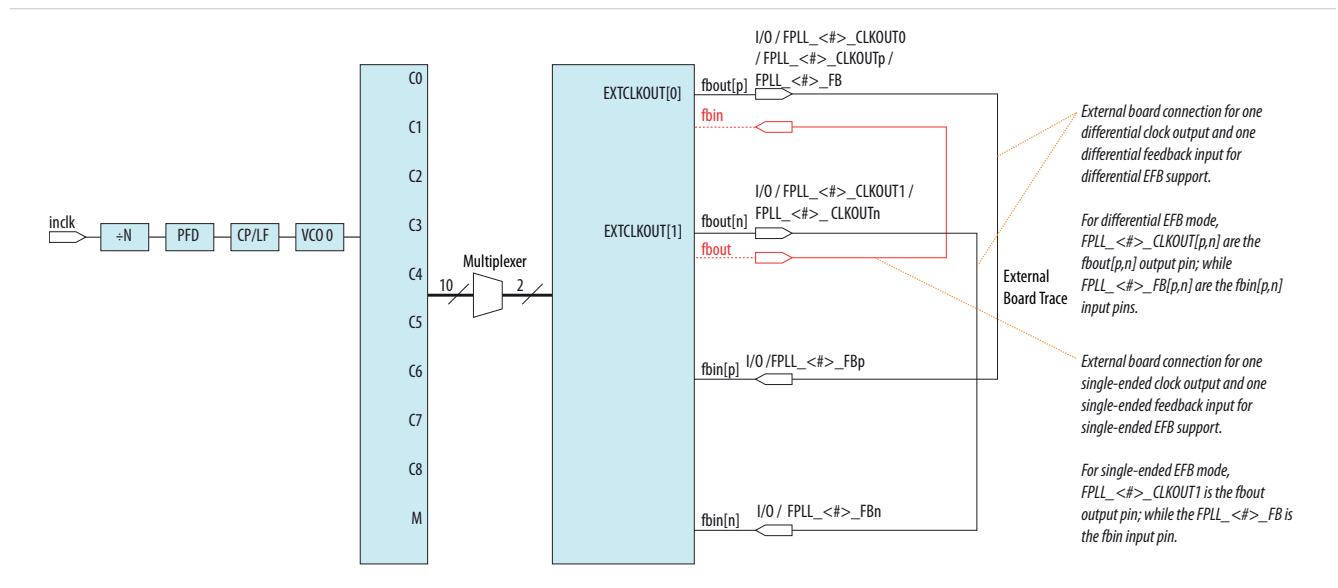 I/O / FPLL_<#>_CLKOUT0
/ FPLL_<#>_CLKOUTp /
FPLL_<#>_FB
C0
EXTCLKOUT[0]
fbout[p]
fbin
C1
C2
I/O / FPLL_<#>_CLKOUT1 /
FPLL_<#>_ CLKOUTn
C3
inclk
÷N
PFD
CP/LF
VCO 0
EXTCLKOUT[1]
fbout[n]
fbout
C4
Multiplexer
10
2
External
Board Trace
C5
C6
fbin[p]
I/O /FPLL_<#>_FBp
C7
C8
M
fbin[n]
I/O / FPLL_<#>_FBn
External board connection for one
differential clock output and one
differential feedback input for
differential EFB support.
For differential EFB mode,
FPLL_<#>_CLKOUT[p,n] are the
fbout[p,n] output pin; while
FPLL_<#>_FB[p,n] are the fbin[p,n]
input pins.
External board connection for one
single-ended clock output and one
single-ended feedback input for
single-ended EFB support.
For single-ended EFB mode,
FPLL_<#>_CLKOUT1 is the fbout
output pin; while the FPLL_<#>_FB is
the fbin input pin.